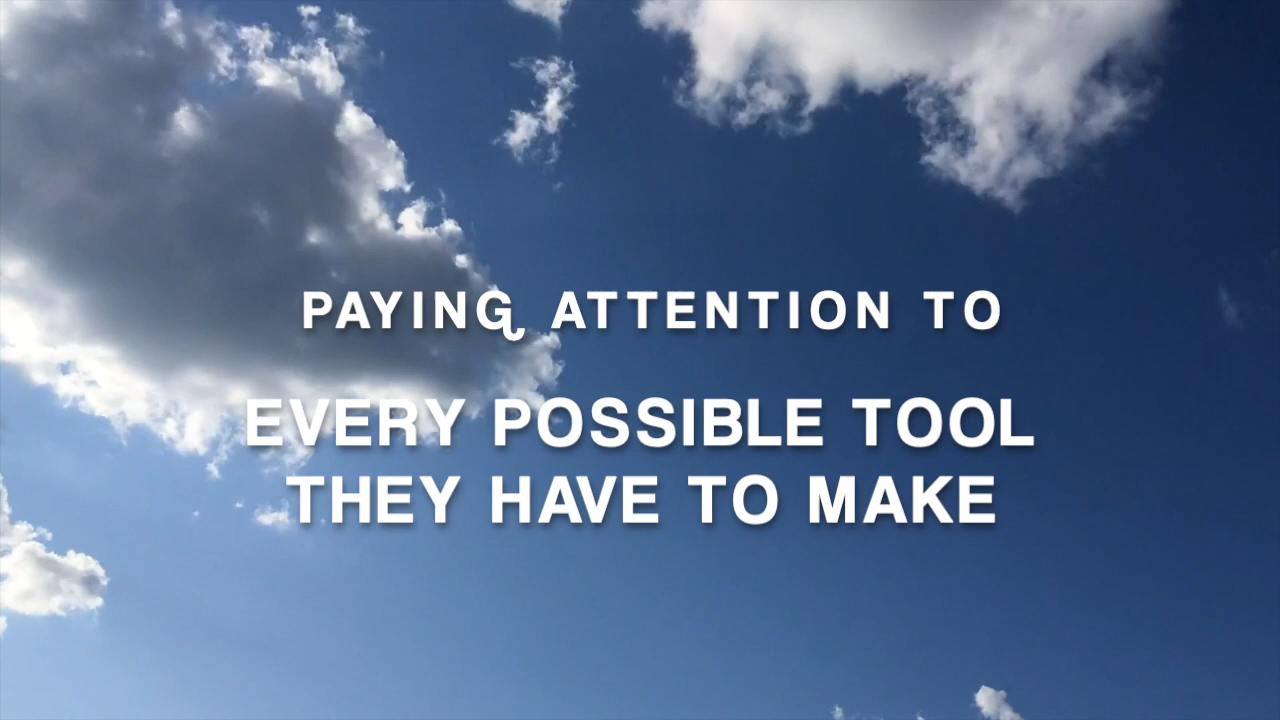 PAYING ATTENTION TO
EVERY POSSIBLE TOOL
THEY HAVE TO MAKE